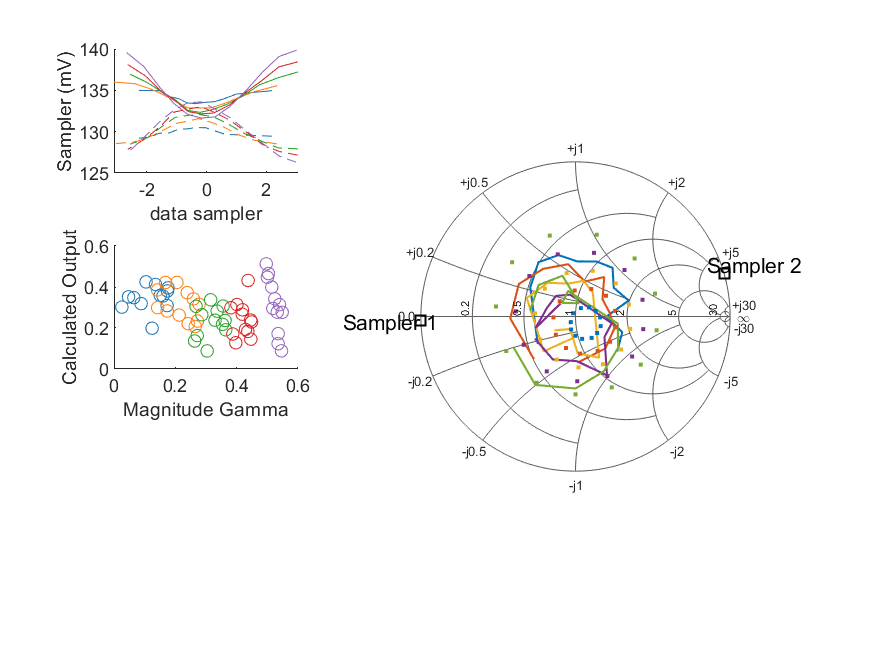 140
135
130
125
Sampler (mV)
-2
0
2
data sampler
0.6
0.4
0.2
0
Calculated Output
0
0.2
0.4
0.6
Magnitude Gamma
+j1
+j0.5
+j2
+j0.2
+j5
Sampler 2
0.2
0.5
1
2
5
30
+j30
∞
-j30
0.0
Sampler 1
-j0.2
-j5
-j0.5
-j2
-j1